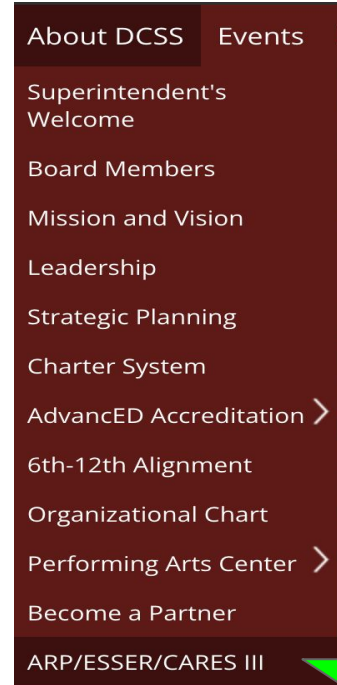 About DCSS Events
Superintendent's
Welcome
Board Members
Mission and Vision
Leadership
Strategic Planning
Charter System
AdvancED Accreditation
6th-12th Alignment
Organizational Chart
Performing Arts Center
Become a Partner
ARP/ESSER/CARES III